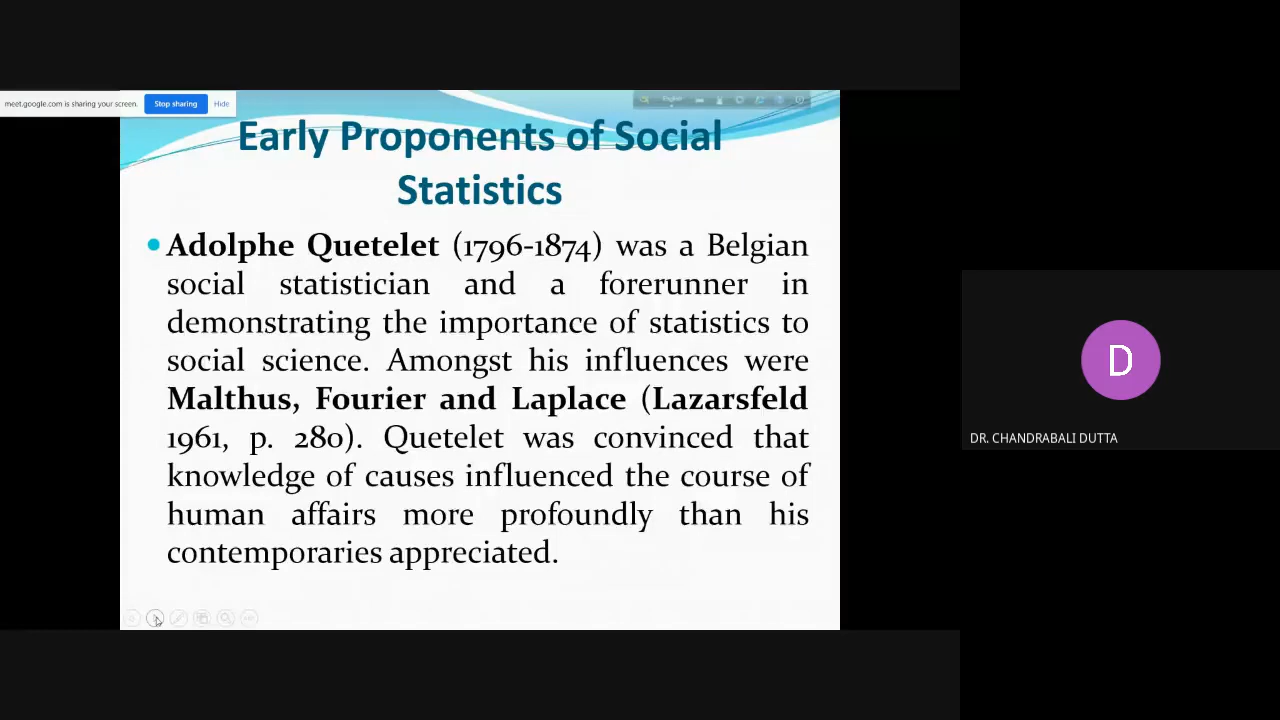 meet.google.com is sharing your screen. Stop sharing Hide
English
Early Proponents of Social
Statistics
Adolphe Quetelet (1796-1874) was a Belgian
social statistician and a forerunner in
demonstrating the importance of statistics to
social science. Amongst his influences were
Malthus, Fourier and Laplace (Lazarsfeld
1961, p. 280). Quetelet was convinced that
knowledge of causes influenced the course of
human affairs more profoundly than his
contemporaries appreciated.
D
DR. CHANDRABALI DUTTA